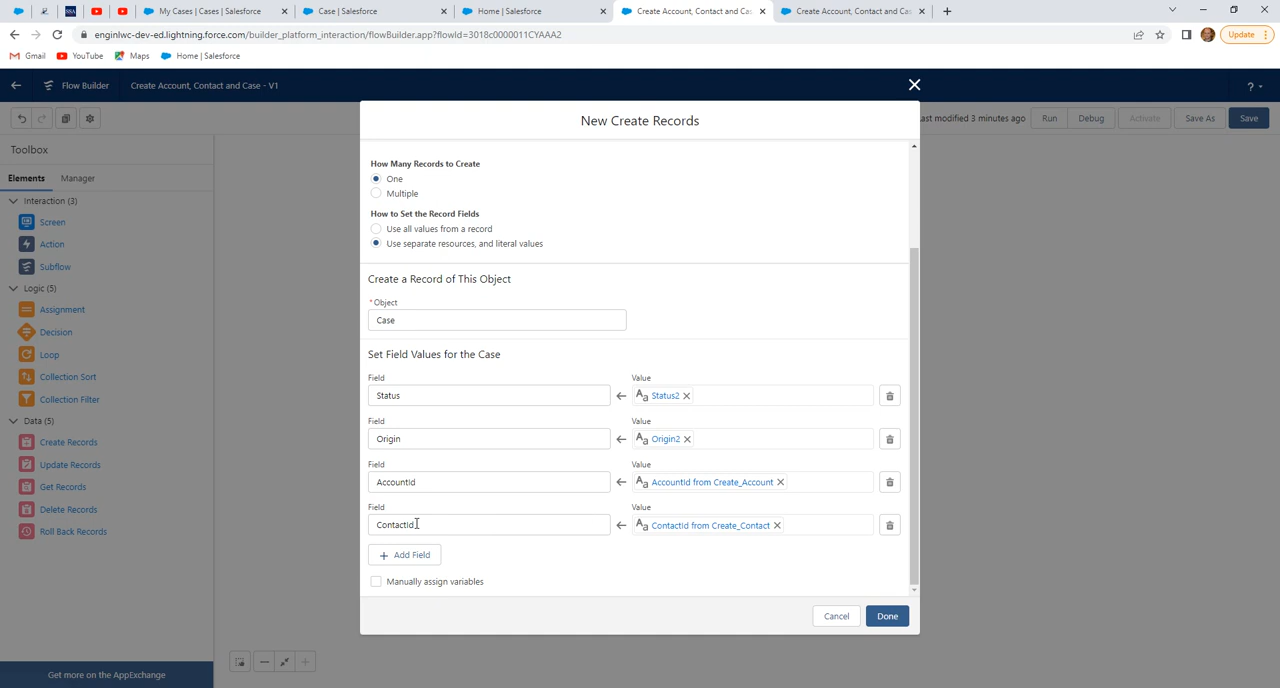 SSA
My Cases | Cases | Salesforce
Case | Salesforce
Home | Salesforce
Create Account, Contact and Cas
Create Account, Contact and Cas
enginlwc-dev-ed.lightning.force.com/builder_platform_interaction/flowBuilder.app?flowId=3018c0000011CYAAA2
Update
Gmail
YouTube
Maps
Home | Salesforce
Flow Builder
Create Account, Contact and Case - V1
?
New Create Records
ast modified 3 minutes ago
Run
Debug
Activate
Save As
Save
Toolbox
Elements
Manager
Interaction (3)
Screen
Action
Subflow
Logic (5)
Assignment
Decision
Loop
Collection Sort
Collection Filter
Data (5)
Create Records
Update Records
Get Records
Delete Records
Roll Back Records
Get more on the AppExchange
How Many Records to Create
One
Multiple
How to Set the Record Fields
Use all values from a record
Use separate resources, and literal values
Create a Record of This Object
*Object
Case
Set Field Values for the Case
Field
Value
Status
Aa Status2
Field
Value
Origin
Aa Origin2
Field
Value
AccountId
Aa AccountId from Create_Account
Field
Value
ContactId
Aa ContactId from Create_Contact
+ Add Field
Manually assign variables
Cancel
Done